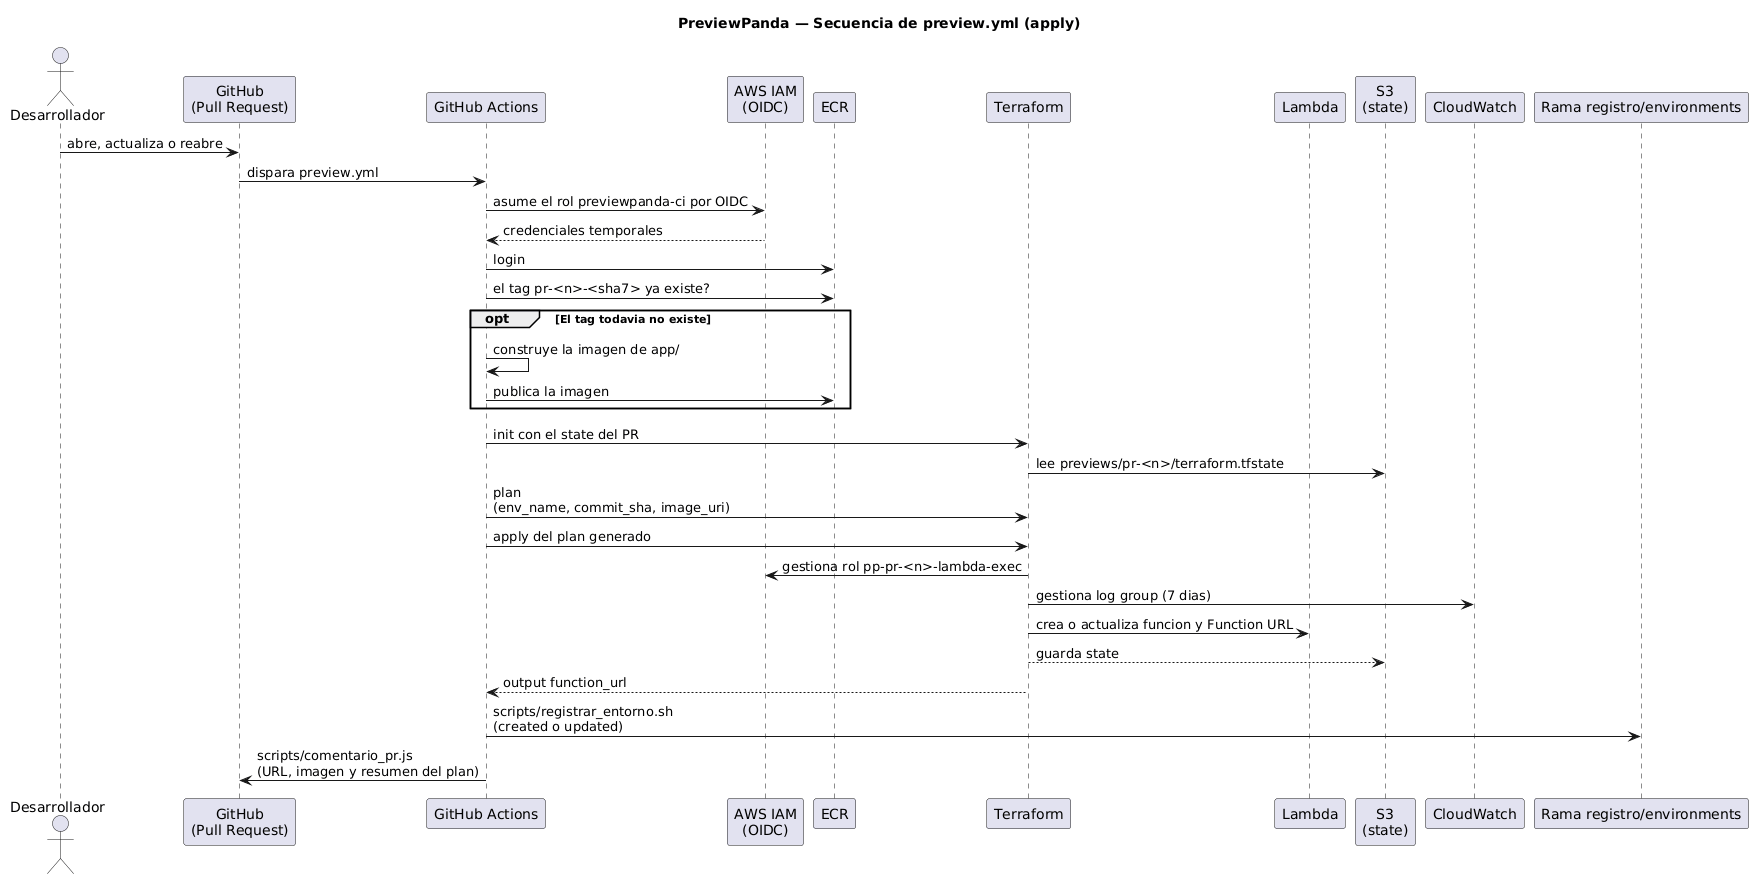 PreviewPanda — Secuencia de preview.yml (apply)
Desarrollador
GitHub
(Pull Request)
GitHub Actions
AWS IAM
(OIDC)
ECR
Terraform
Lambda
S3
(state)
CloudWatch
Rama registro/environments
abre, actualiza o reabre
dispara preview.yml
asume el rol previewpanda-ci por OIDC
credenciales temporales
login
el tag pr-<n>-<sha7> ya existe?
opt
[El tag todavia no existe]
construye la imagen de app/
publica la imagen
init con el state del PR
lee previews/pr-<n>/terraform.tfstate
plan
(env_name, commit_sha, image_uri)
apply del plan generado
gestiona rol pp-pr-<n>-lambda-exec
gestiona log group (7 dias)
crea o actualiza funcion y Function URL
guarda state
output function_url
scripts/registrar_entorno.sh
(created o updated)
scripts/comentario_pr.js
(URL, imagen y resumen del plan)
Desarrollador
GitHub
(Pull Request)
GitHub Actions
AWS IAM
(OIDC)
ECR
Terraform
Lambda
S3
(state)
CloudWatch
Rama registro/environments